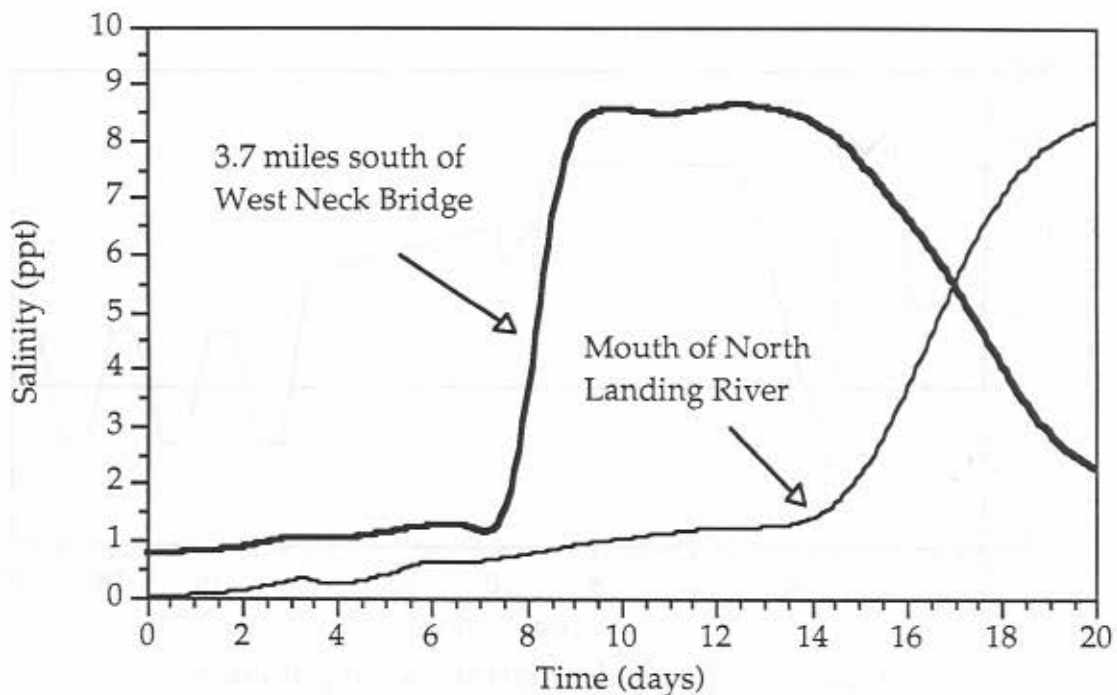 10
9
8
7
6
5
4
3
2
1
0
Salinity (ppt)
3.7 miles south of
West Neck Bridge
Mouth of North
Landing River
0 2 4 6 8 10 12 14 16 18 20
Time (days)